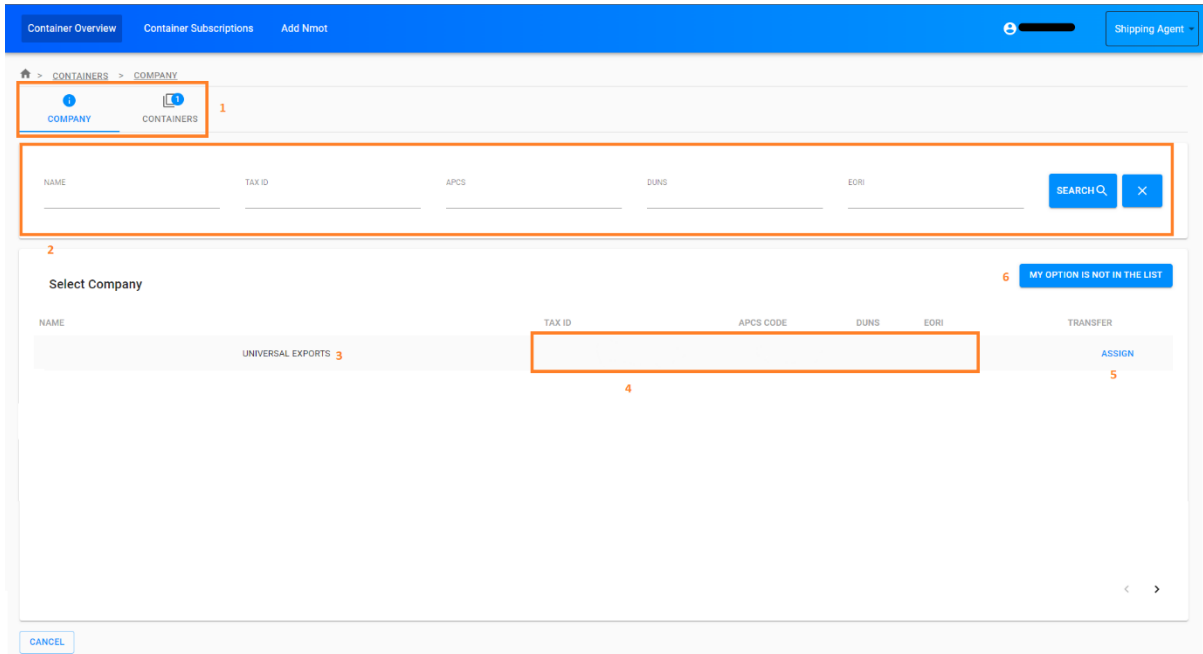 Container Overview Container Subscriptions Add Nmot Shipping Agent
> CONTAINERS > COMPANY
1
COMPANY CONTAINERS 1
NAME TAX ID APCS DUNS EORI
SEARCH
2
Select Company 6 MY OPTION IS NOT IN THE LIST
NAME TAX ID APCS CODE DUNS EORI TRANSFER
UNIVERSAL EXPORTS 3 ASSIGN
4 5
CANCEL